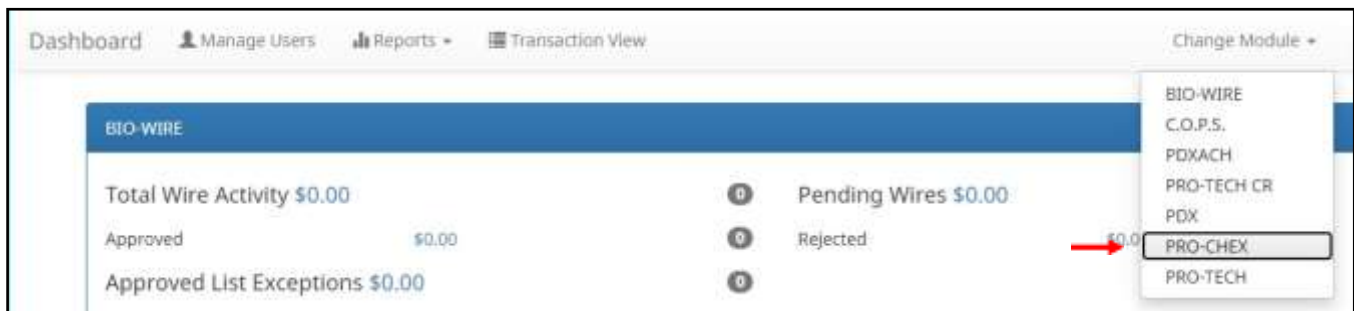 Dashboard Manage Users Reports Transaction View Change Module
BIO-WIRE
C.O.P.S.
PDXACH
PRO-TECH CR
PDX
PRO-CHEX
PRO-TECH
BIO-WIRE
Total Wire Activity $0.00 0 Pending Wires $0.00
Approved $0.00 0 Rejected $0.0
Approved List Exceptions $0.00 0